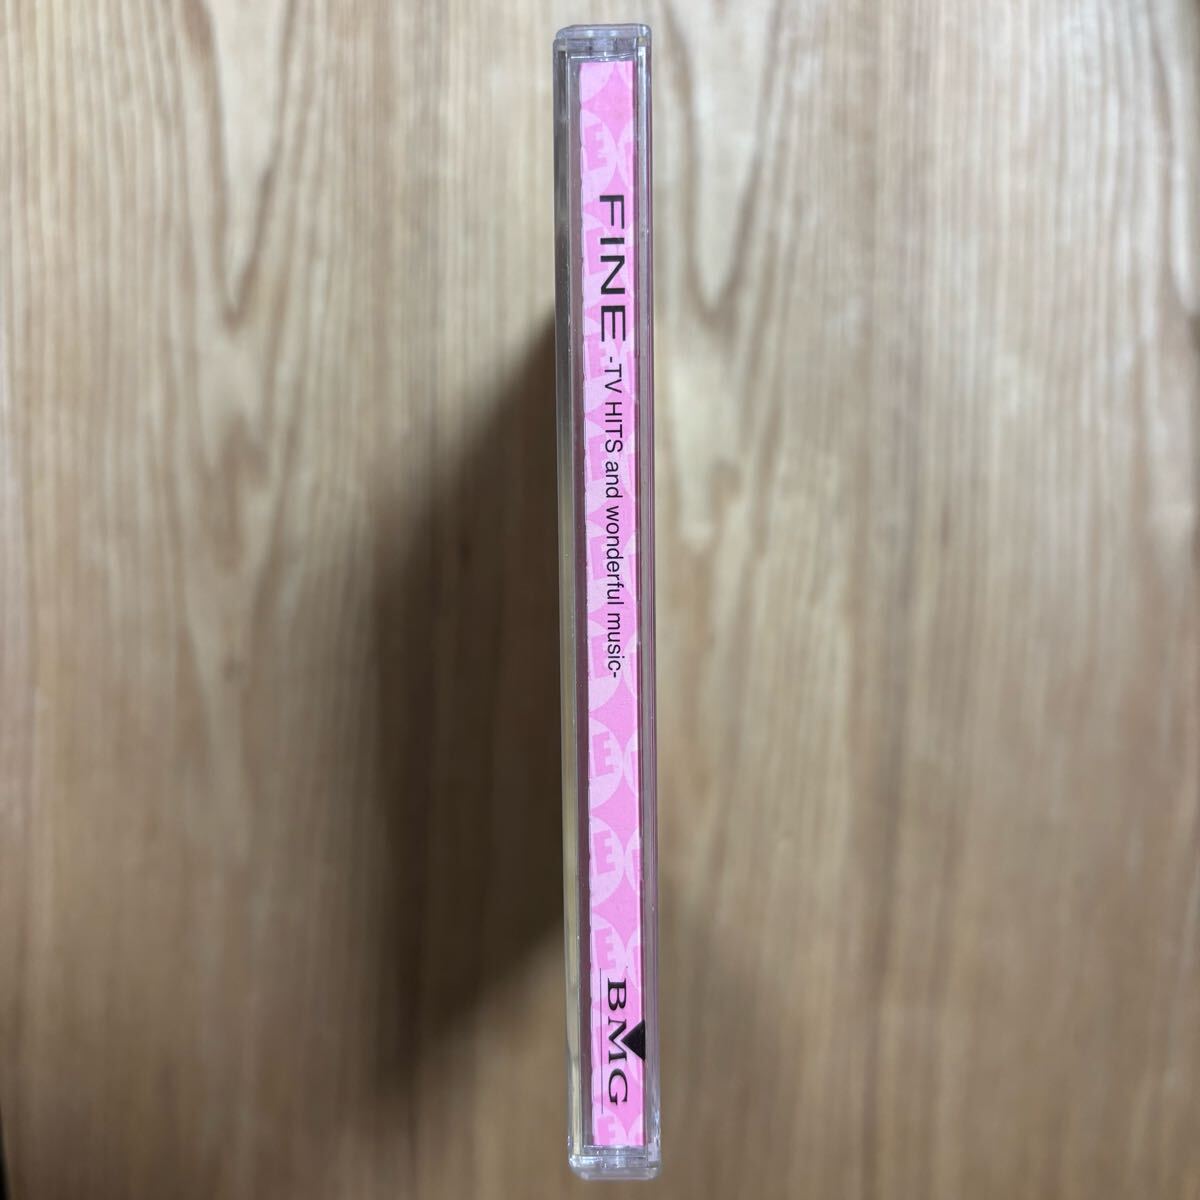 FINE -TV HITS and wonderful music-
BMG